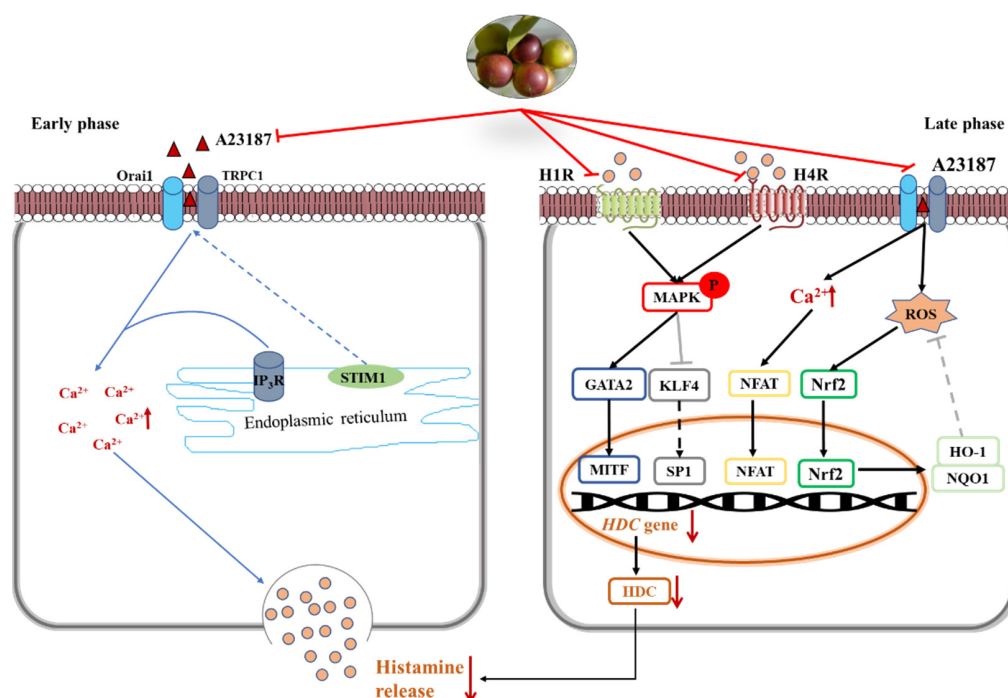 Early phase
A23187
Orai1
TRPC1
IP3R
STIM1
Endoplasmic reticulum
Ca²⁺
Ca²⁺
Ca²⁺
Ca²⁺
Ca²⁺
Late phase
H1R
H4R
A23187
MAPK
P
Ca²⁺
ROS
GATA2
KLF4
NFAT
Nrf2
MITF
SP1
NFAT
Nrf2
HO-1
NQO1
HDC gene
HDC
Histamine
release